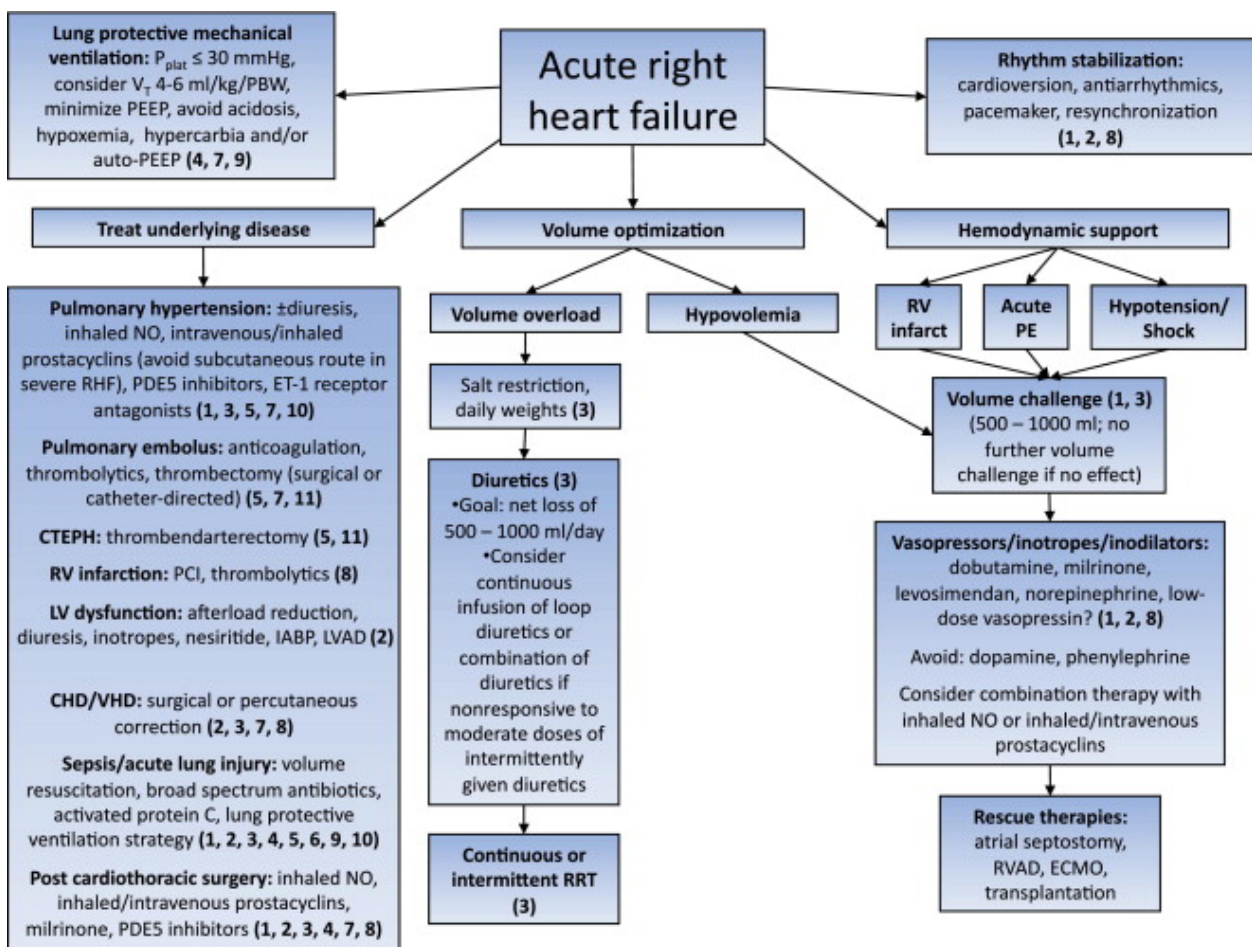 Lung protective mechanical
ventilation: Pplat ≤ 30 mmHg,
consider VT 4-6 ml/kg/PBW,
minimize PEEP, avoid acidosis,
hypoxemia, hypercarbia and/or
auto-PEEP (4, 7, 9)
Acute right
heart failure
Rhythm stabilization:
cardioversion, antiarrhythmics,
pacemaker, resynchronization
(1, 2, 8)
Treat underlying disease
Volume optimization
Hemodynamic support
Pulmonary hypertension: ±diuresis,
inhaled NO, intravenous/inhaled
prostacyclins (avoid subcutaneous route in
severe RHF), PDE5 inhibitors, ET-1 receptor
antagonists (1, 3, 5, 7, 10)
Pulmonary embolus: anticoagulation,
thrombolytics, thrombectomy (surgical or
catheter-directed) (5, 7, 11)
CTEPH: thrombendarterectomy (5, 11)
RV infarction: PCI, thrombolytics (8)
LV dysfunction: afterload reduction,
diuresis, inotropes, nesiritide, IABP, LVAD (2)
CHD/VHD: surgical or percutaneous
correction (2, 3, 7, 8)
Sepsis/acute lung injury: volume
resuscitation, broad spectrum antibiotics,
activated protein C, lung protective
ventilation strategy (1, 2, 3, 4, 5, 6, 9, 10)
Post cardiothoracic surgery: inhaled NO,
inhaled/intravenous prostacyclins,
milrinone, PDE5 inhibitors (1, 2, 3, 4, 7, 8)
Volume overload
Hypovolemia
Salt restriction,
daily weights (3)
Diuretics (3)
•Goal: net loss of
500 – 1000 ml/day
•Consider
continuous
infusion of loop
diuretics or
combination of
diuretics if
nonresponsive to
moderate doses of
intermittently
given diuretics
Continuous or
intermittent RRT
(3)
RV
infarct
Acute
PE
Hypotension/
Shock
Volume challenge (1, 3)
(500 – 1000 ml; no
further volume
challenge if no effect)
Vasopressors/inotropes/inodilators:
dobutamine, milrinone,
levosimendan, norepinephrine, low-
dose vasopressin? (1, 2, 8)
Avoid: dopamine, phenylephrine
Consider combination therapy with
inhaled NO or inhaled/intravenous
prostacyclins
Rescue therapies:
atrial septostomy,
RVAD, ECMO,
transplantation